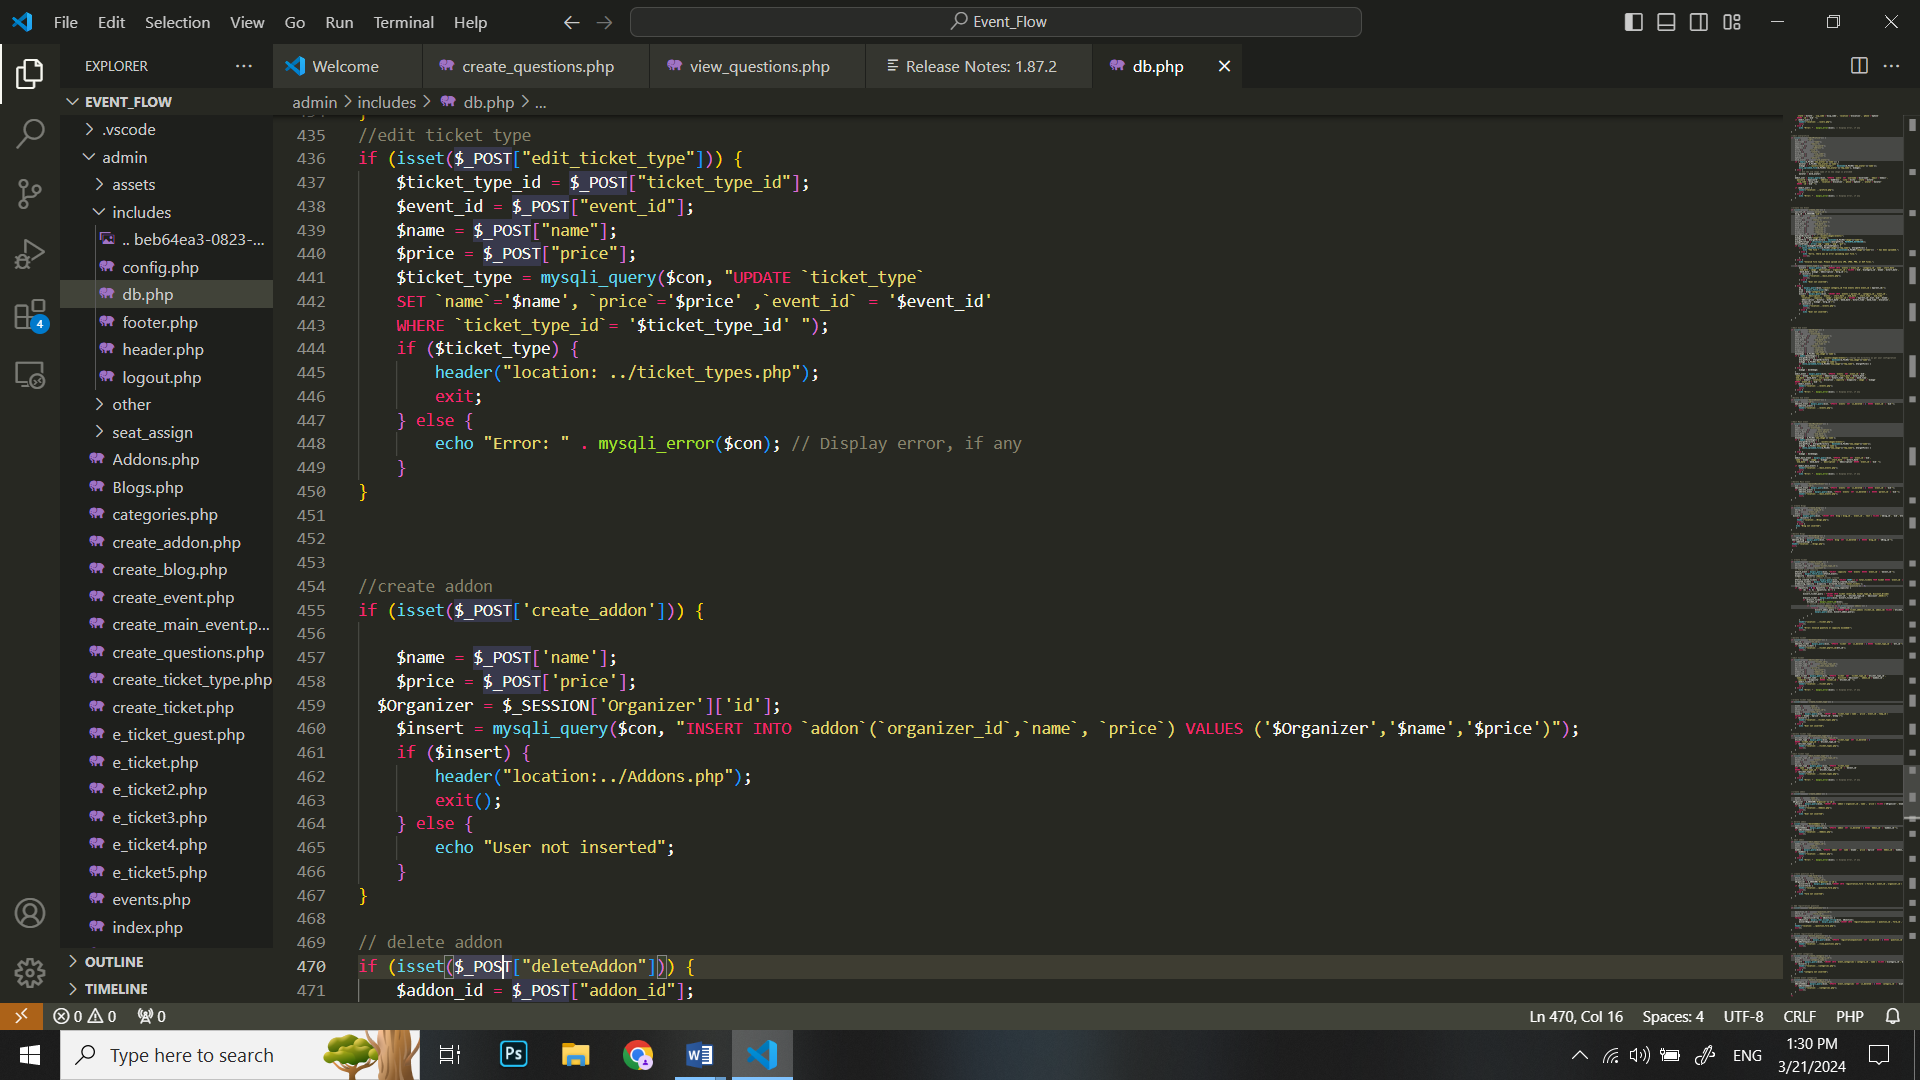 File Edit Selection View Go Run Terminal Help
Event_Flow
EXPLORER
Welcome
create_questions.php
view_questions.php
Release Notes: 1.87.2
db.php
EVENT_FLOW
admin > includes > db.php > ...
.vscode
admin
assets
includes
.. beb64ea3-0823-...
config.php
db.php
footer.php
header.php
logout.php
other
seat_assign
Addons.php
Blogs.php
categories.php
create_addon.php
create_blog.php
create_event.php
create_main_event.p...
create_questions.php
create_ticket_type.php
create_ticket.php
e_ticket_guest.php
e_ticket.php
e_ticket2.php
e_ticket3.php
e_ticket4.php
e_ticket5.php
events.php
index.php
OUTLINE
TIMELINE
4
435 //edit ticket type
436 if (isset($_POST["edit_ticket_type"])) {
437 $ticket_type_id = $_POST["ticket_type_id"];
438 $event_id = $_POST["event_id"];
439 $name = $_POST["name"];
440 $price = $_POST["price"];
441 $ticket_type = mysqli_query($con, "UPDATE `ticket_type`
442 SET `name`='$name', `price`='$price' ,`event_id` = '$event_id'
443 WHERE `ticket_type_id`= '$ticket_type_id' ");
444 if ($ticket_type) {
445 header("location: ../ticket_types.php");
446 exit;
447 } else {
448 echo "Error: " . mysqli_error($con); // Display error, if any
449 }
450 }
451
452
453
454 //create addon
455 if (isset($_POST['create_addon'])) {
456
457 $name = $_POST['name'];
458 $price = $_POST['price'];
459 $Organizer = $_SESSION['Organizer']['id'];
460 $insert = mysqli_query($con, "INSERT INTO `addon`(`organizer_id`,`name`, `price`) VALUES ('$Organizer','$name','$price')");
461 if ($insert) {
462 header("location:../Addons.php");
463 exit();
464 } else {
465 echo "User not inserted";
466 }
467 }
468
469 // delete addon
470 if (isset($_POST["deleteAddon"])) {
471 $addon_id = $_POST["addon_id"];
0 0 0
Ln 470, Col 16 Spaces: 4 UTF-8 CRLF PHP
Type here to search
Ps
ENG
1:30 PM
3/21/2024